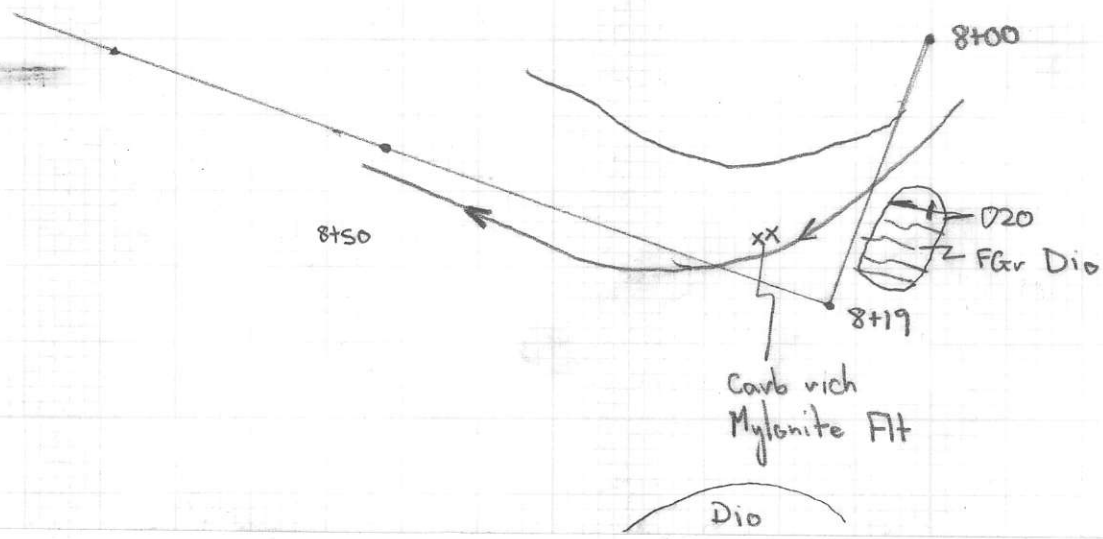 8+00
020
8+50
FGr Dio
8+19
xx
Carb rich
Mylonite Flt
Dio